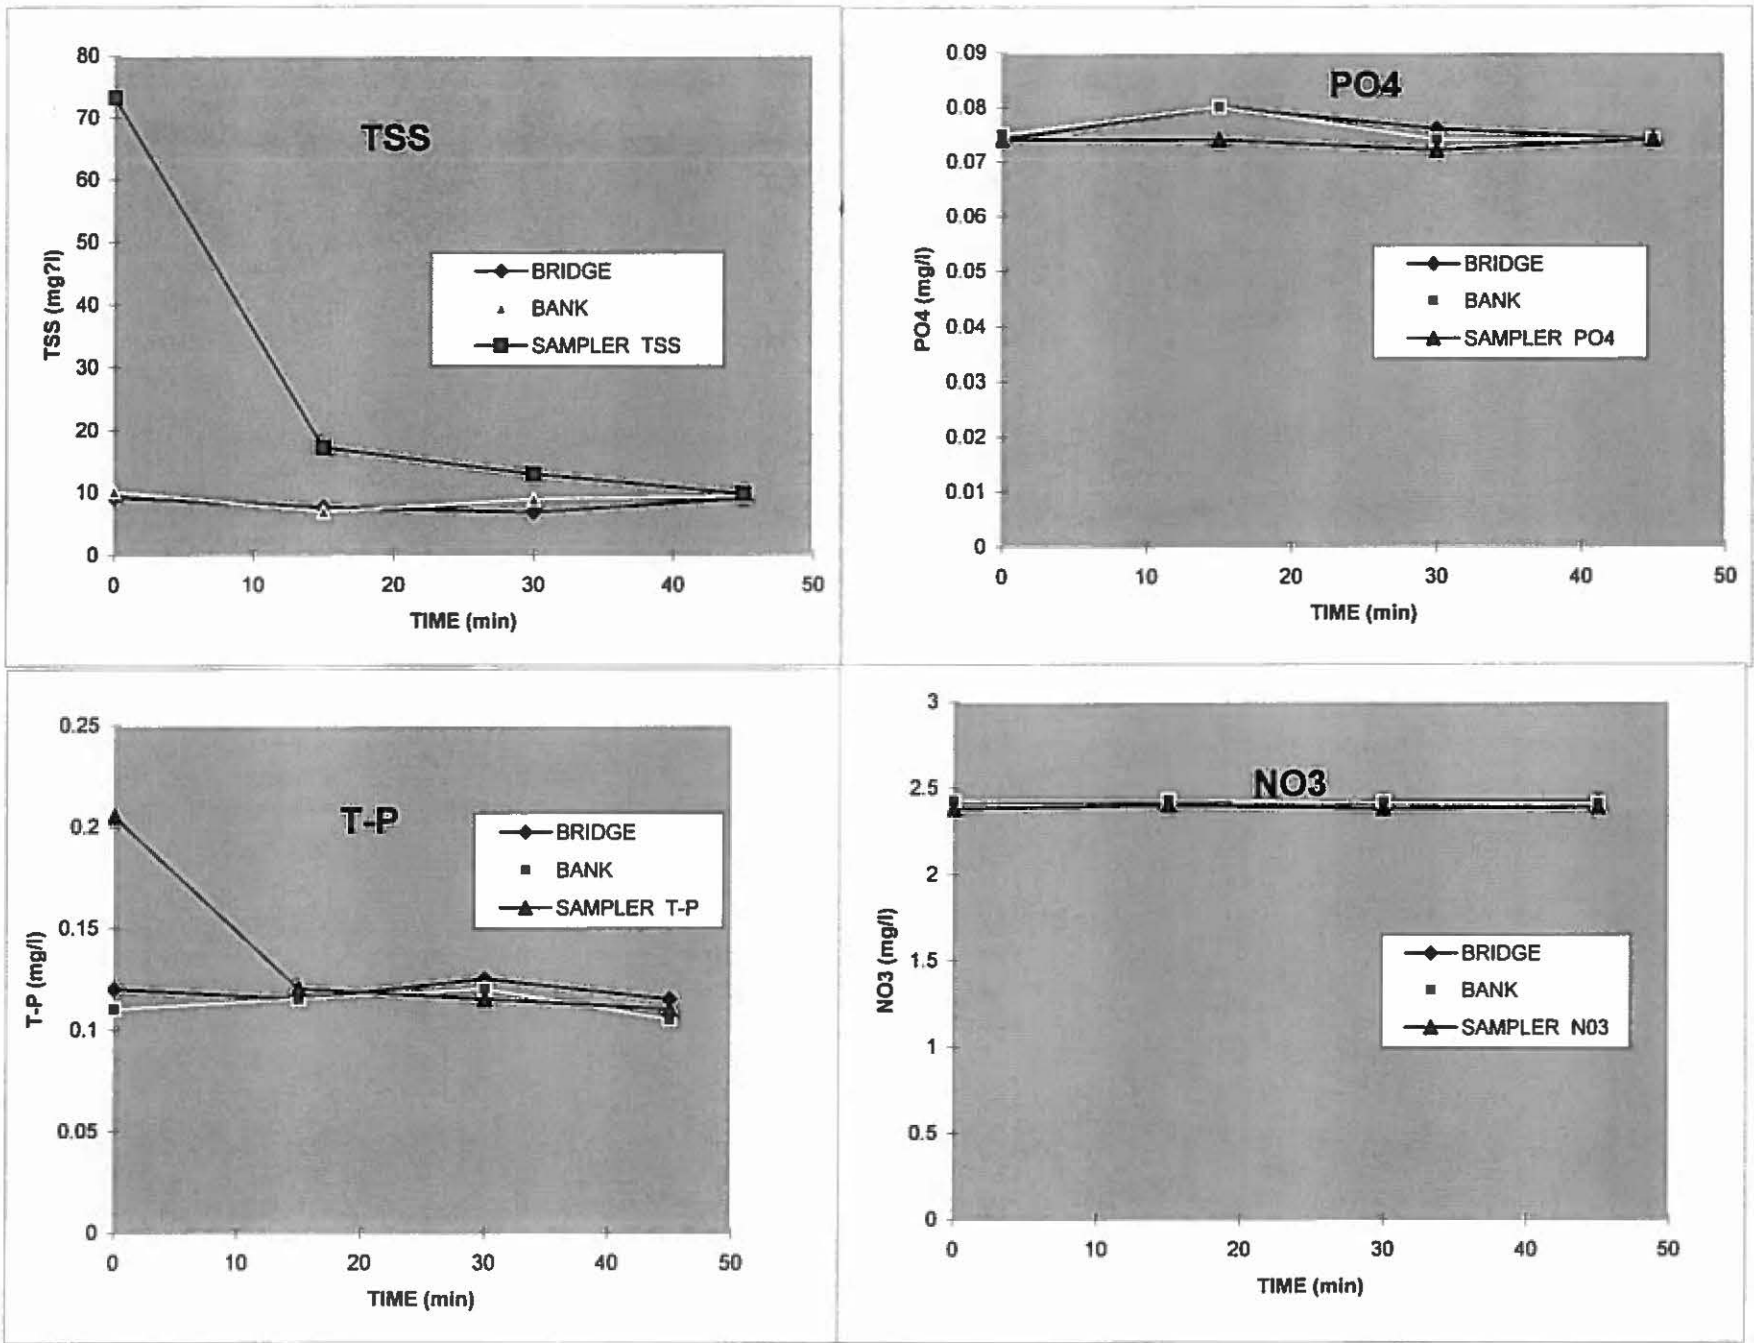 TSS
TSS (mg?l)
80
70
60
50
40
30
20
10
0
BRIDGE
BANK
SAMPLER TSS
0 10 20 30 40 50
TIME (min)
PO4
PO4 (mg/l)
0.09
0.08
0.07
0.06
0.05
0.04
0.03
0.02
0.01
0
BRIDGE
BANK
SAMPLER PO4
0 10 20 30 40 50
TIME (min)
T-P
T-P (mg/l)
0.25
0.2
0.15
0.1
0.05
0
BRIDGE
BANK
SAMPLER T-P
0 10 20 30 40 50
TIME (min)
NO3
NO3 (mg/l)
3
2.5
2
1.5
1
0.5
0
BRIDGE
BANK
SAMPLER N03
0 10 20 30 40 50
TIME (min)